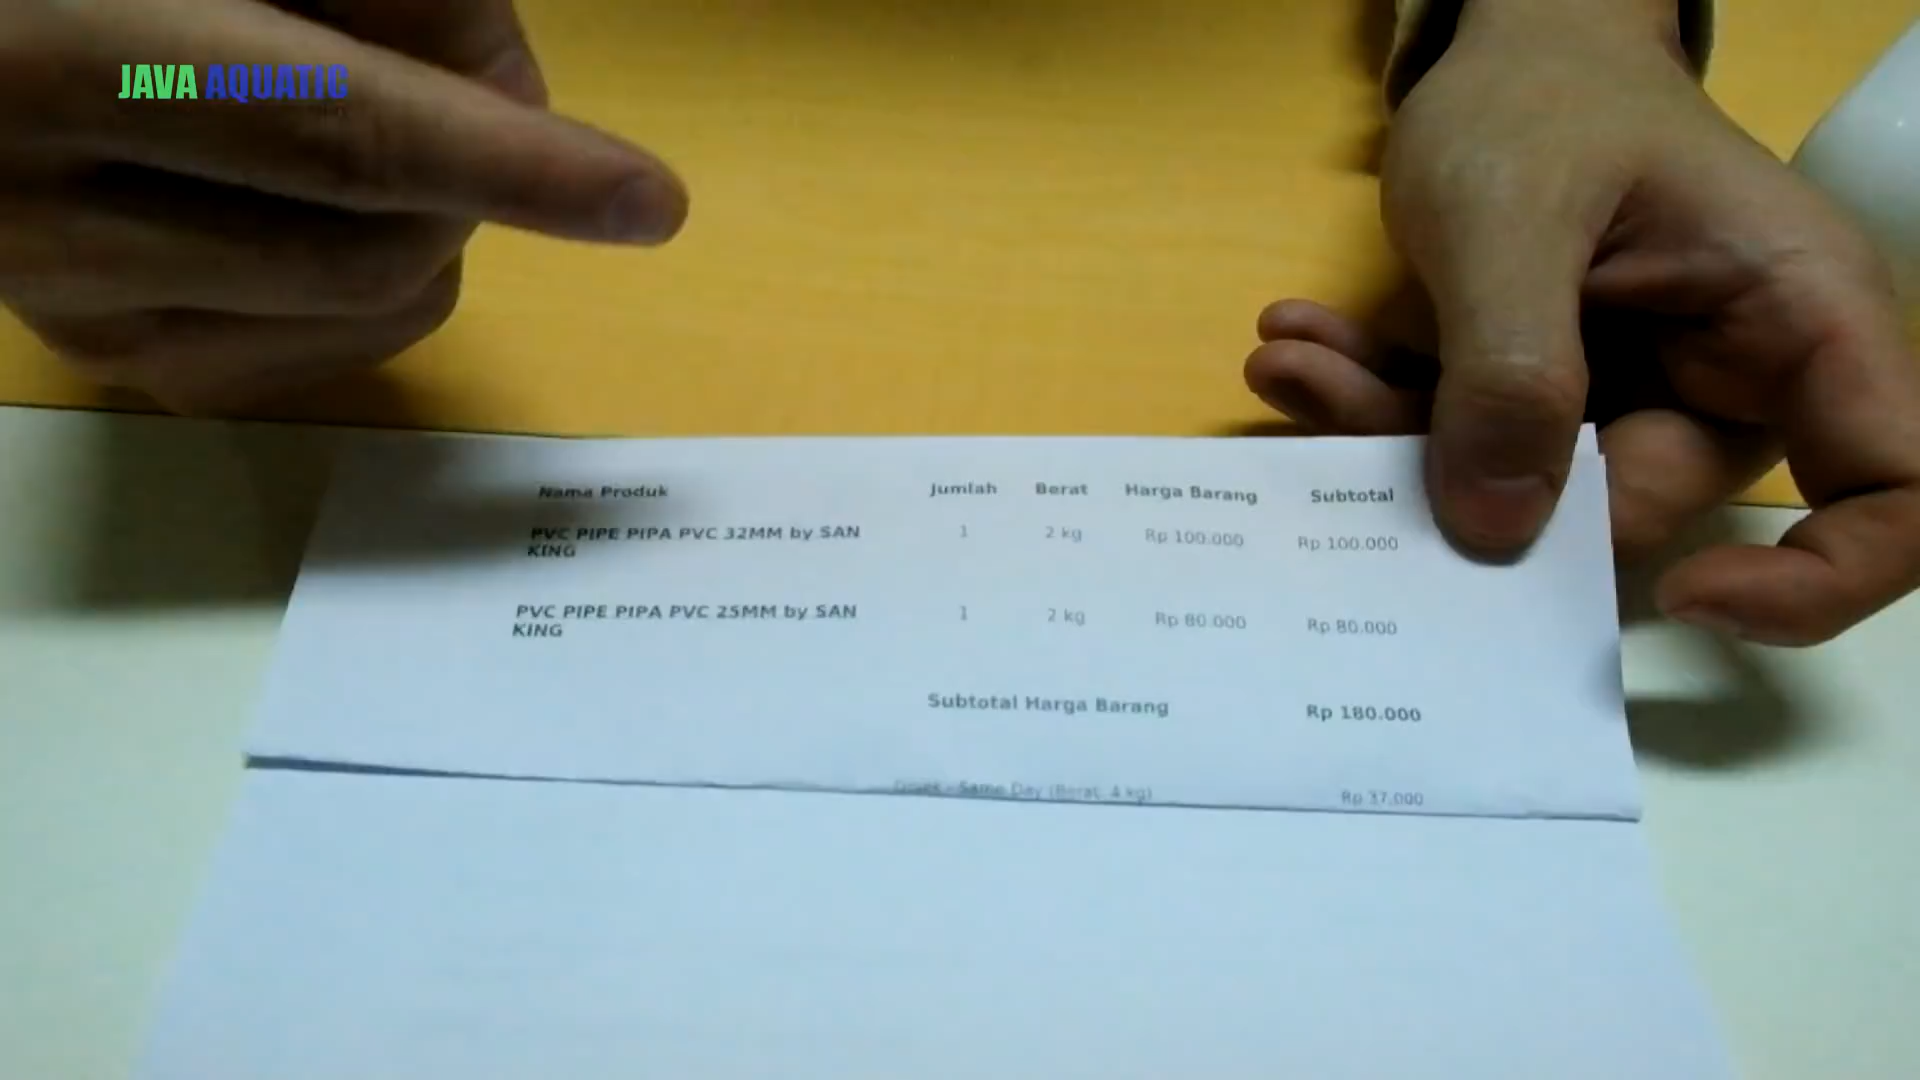 JAVA AQUATIC
Nama Produk Jumlah Berat Harga Barang Subtotal
PVC PIPE PIPA PVC 32MM by SAN KING 1 2 kg Rp 100.000 Rp 100.000
PVC PIPE PIPA PVC 25MM by SAN KING 1 2 kg Rp 80.000 Rp 80.000
Subtotal Harga Barang Rp 180.000
- Same Day (Berat: 4 kg) Rp 37.000